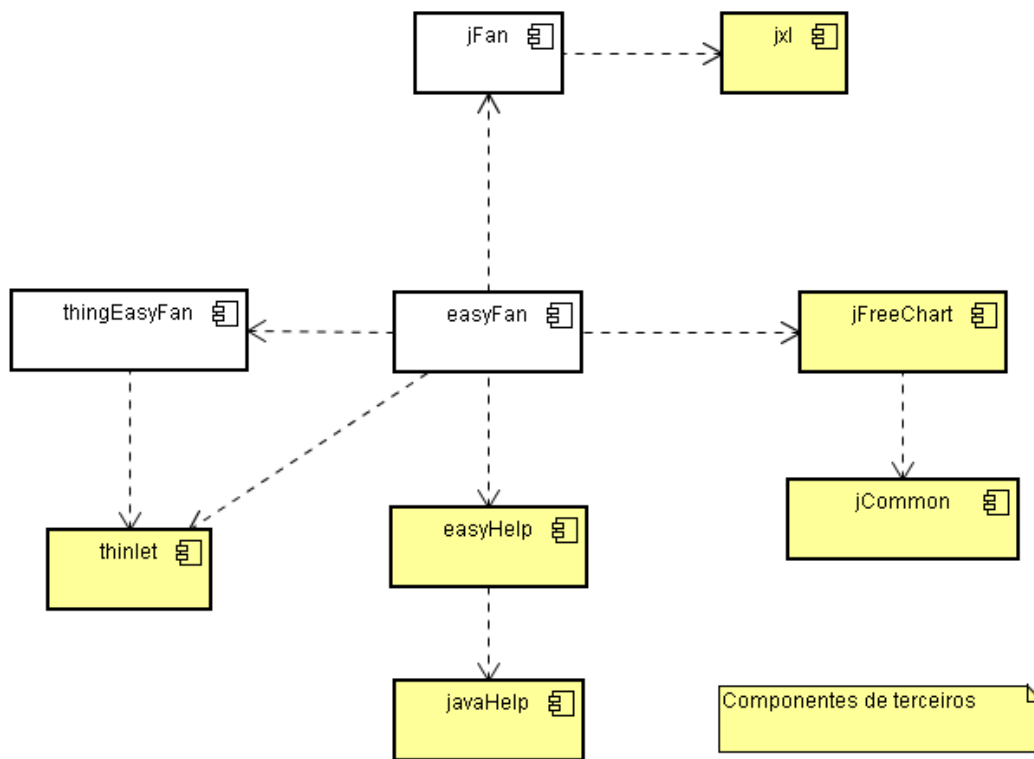 jFan
jxl
thingEasyFan
easyFan
jFreeChart
jCommon
easyHelp
thinlet
javaHelp
Componentes de terceiros